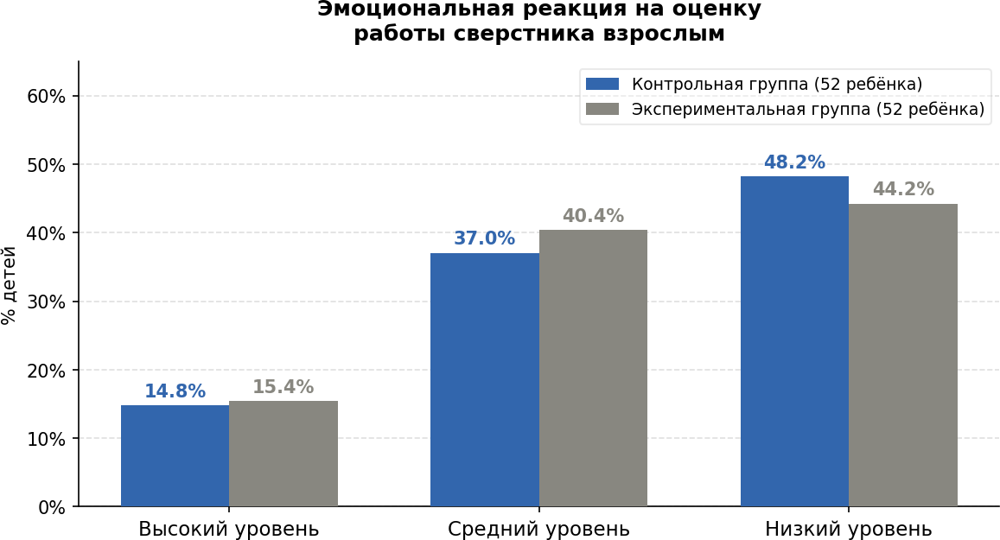 Эмоциональная реакция на оценку
работы сверстника взрослым
Контрольная группа (52 ребёнка)
Экспериментальная группа (52 ребёнка)
% детей
60%
50%
40%
30%
20%
10%
0%
14.8%
15.4%
37.0%
40.4%
48.2%
44.2%
Высокий уровень
Средний уровень
Низкий уровень